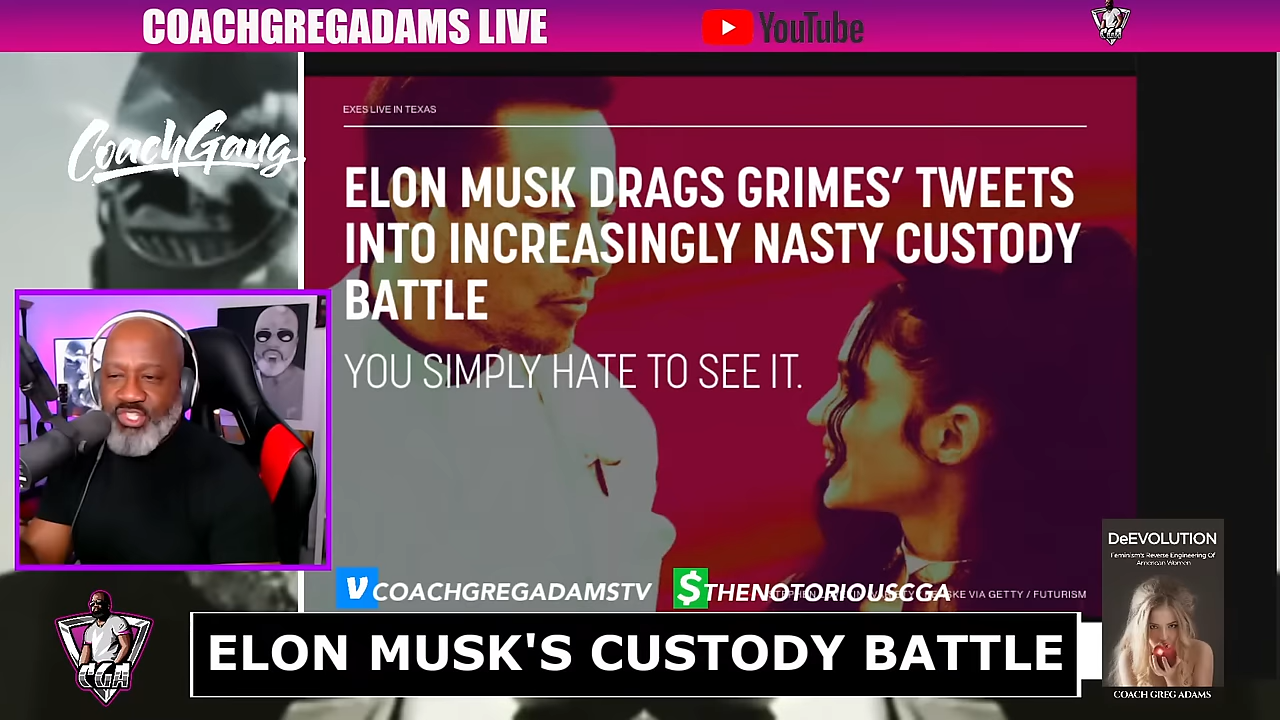 COACHGREGADAMS LIVE
YouTube
CGA
CoachGang
EXES LIVE IN TEXAS
ELON MUSK DRAGS GRIMES' TWEETS
INTO INCREASINGLY NASTY CUSTODY
BATTLE
YOU SIMPLY HATE TO SEE IT.
COACHGREGADAMSTV
THENOTORIOUSCGA
VIA GETTY / FUTURISM
ELON MUSK'S CUSTODY BATTLE
CGA
DeEVOLUTION
Feminism's Reverse Engineering Of
American Women
COACH GREG ADAMS